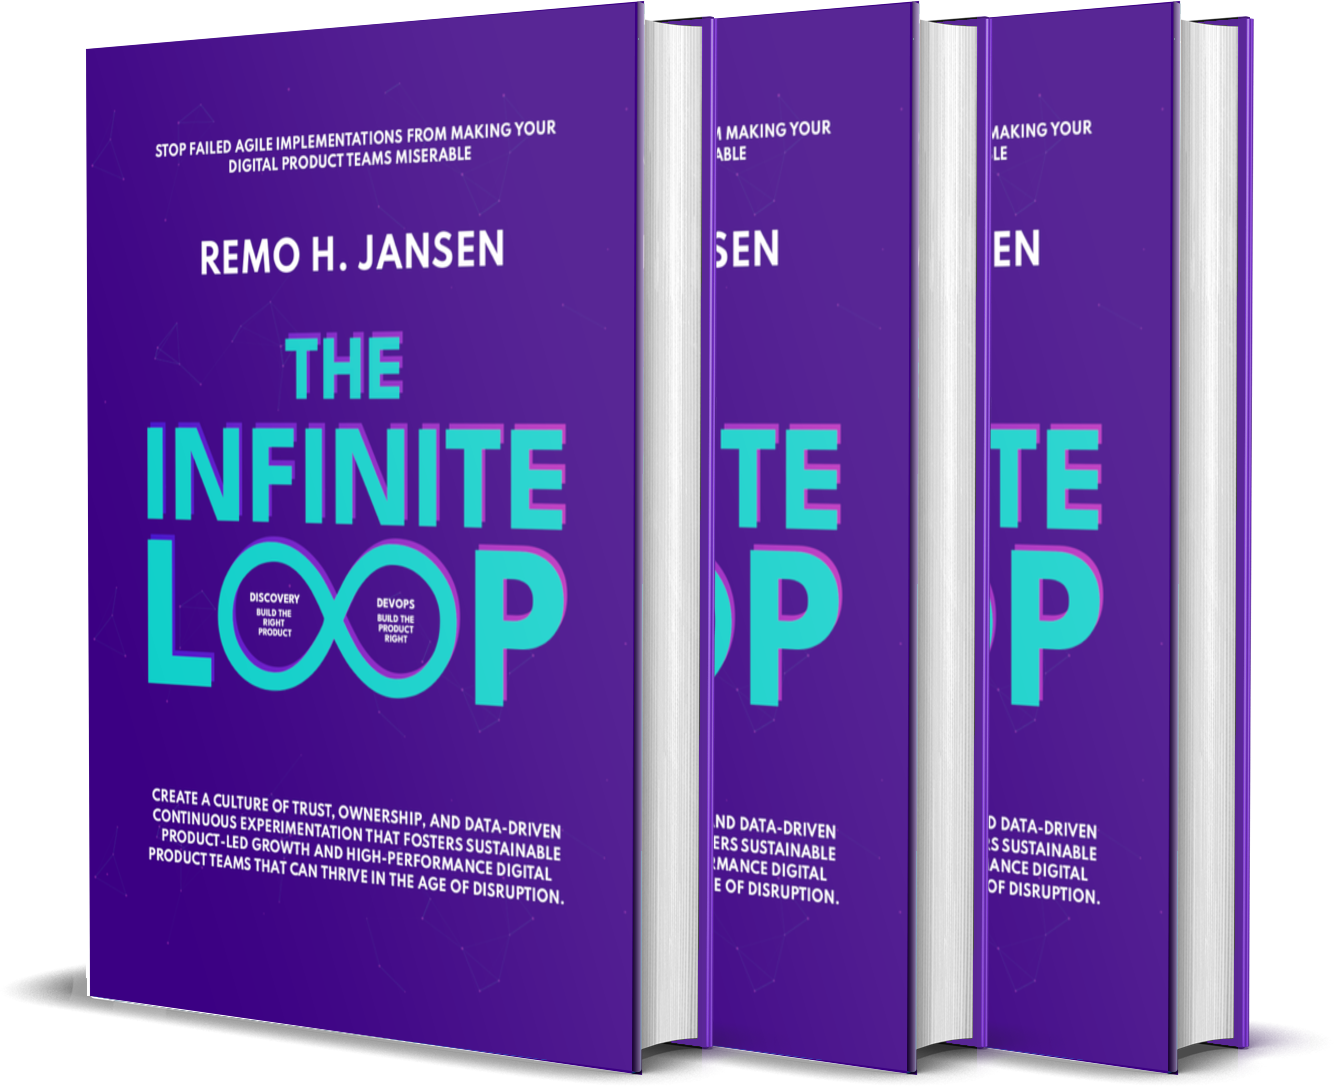 STOP FAILED AGILE IMPLEMENTATIONS FROM MAKING YOUR
DIGITAL PRODUCT TEAMS MISERABLE
REMO H. JANSEN
THE
INFINITE
LOOP
DISCOVERY
BUILD THE
RIGHT
PRODUCT
DEVOPS
BUILD THE
PRODUCT
RIGHT
CREATE A CULTURE OF TRUST, OWNERSHIP, AND DATA-DRIVEN
CONTINUOUS EXPERIMENTATION THAT FOSTERS SUSTAINABLE
PRODUCT-LED GROWTH AND HIGH-PERFORMANCE DIGITAL
PRODUCT TEAMS THAT CAN THRIVE IN THE AGE OF DISRUPTION.
M MAKING YOUR
ABLE
SEN
TE
OP
AND DATA-DRIVEN
ERS SUSTAINABLE
RMANCE DIGITAL
E OF DISRUPTION.
MAKING YOUR
LE
EN
TE
P
D DATA-DRIVEN
RS SUSTAINABLE
ANCE DIGITAL
OF DISRUPTION.